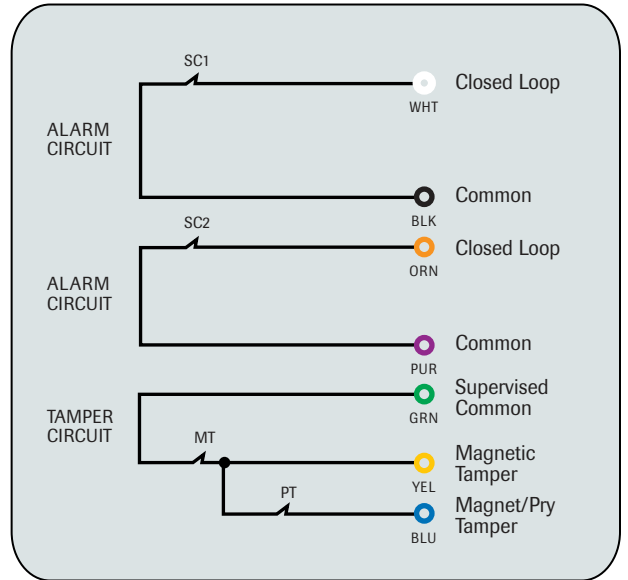 SC1
Closed Loop
WHT
ALARM
CIRCUIT
Common
BLK
SC2
Closed Loop
ORN
ALARM
CIRCUIT
Common
PUR
Supervised
Common
GRN
TAMPER
CIRCUIT
MT
Magnetic
Tamper
YEL
PT
Magnet/Pry
Tamper
BLU